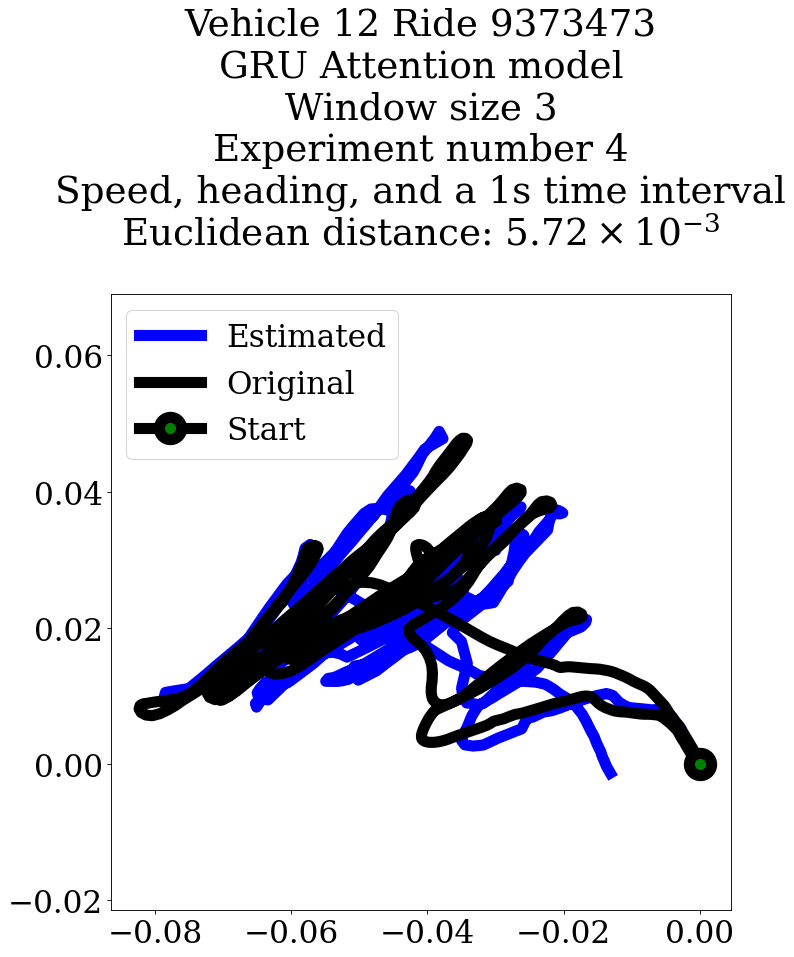 Vehicle 12 Ride 9373473
GRU Attention model
Window size 3
Experiment number 4
Speed, heading, and a 1s time interval
Euclidean distance: 5.72 × 10⁻³
Estimated
Original
Start
0.06
0.04
0.02
0.00
−0.02
−0.08
−0.06
−0.04
−0.02
0.00